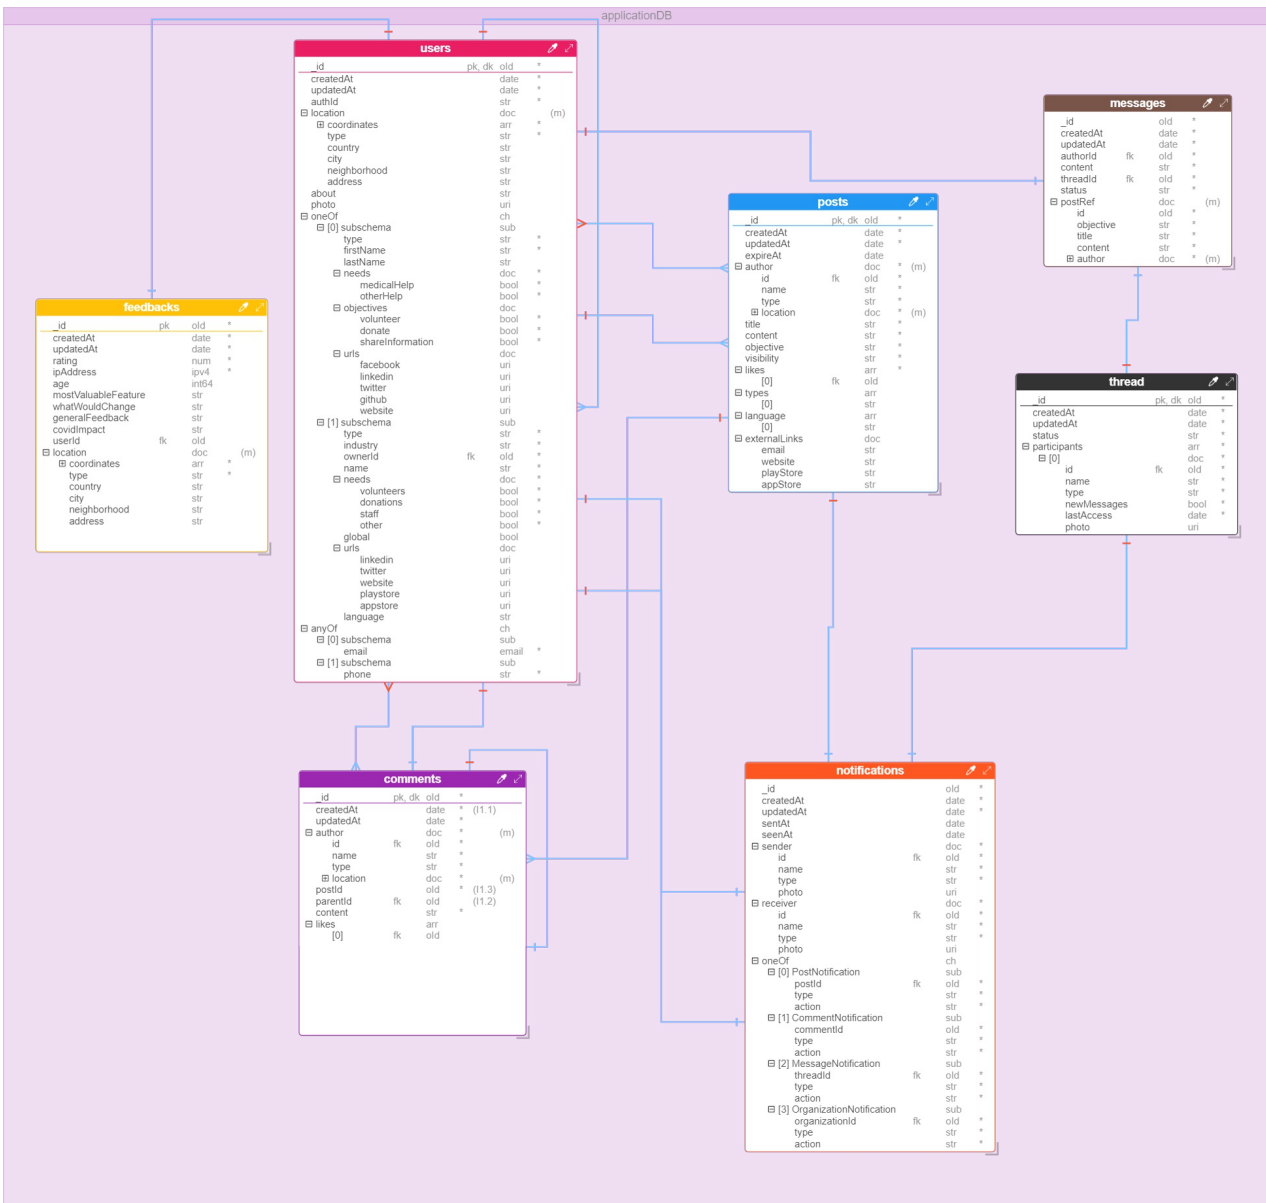 applicationDB
users
_id pk, dk oId *
createdAt date *
updatedAt date *
authId str *
location doc (m)
coordinates arr *
type str *
country str
city str
neighborhood str
address str
about str
photo uri
oneOf ch
[0] subschema sub
type str *
firstName str *
lastName str
needs doc *
medicalHelp bool *
otherHelp bool *
objectives doc
volunteer bool *
donate bool *
shareInformation bool *
urls doc
facebook uri
linkedin uri
twitter uri
github uri
website uri
[1] subschema sub
type str *
industry str *
ownerId fk oId *
name str *
needs doc *
volunteers bool *
donations bool *
staff bool *
other bool *
global bool
urls doc
linkedin uri
twitter uri
website uri
playstore uri
appstore uri
language str
anyOf ch
[0] subschema sub
email email *
[1] subschema sub
phone str *
messages
_id oId *
createdAt date *
updatedAt date *
authorId fk oId *
content str *
threadId fk oId *
status str *
postRef doc (m)
id oId *
objective str
title str
content str
author doc * (m)
posts
_id pk, dk oId *
createdAt date *
updatedAt date *
expireAt date
author doc * (m)
id fk oId *
name str *
type str *
location doc * (m)
title str *
content str *
objective str *
visibility str *
likes arr *
[0] fk oId
types arr
[0] str
language arr
[0] str
externalLinks doc
email str
website str
playStore str
appStore str
feedbacks
_id pk oId *
createdAt date *
updatedAt date *
rating num *
ipAddress ipv4 *
age int64
mostValuableFeature str
whatWouldChange str
generalFeedback str
covidImpact str
userId fk oId
location doc (m)
coordinates arr *
type str *
country str
city str
neighborhood str
address str
thread
_id pk, dk oId *
createdAt date *
updatedAt date *
status str *
participants arr *
[0] doc *
id fk oId *
name str *
type str *
newMessages bool *
lastAccess date *
photo uri
comments
_id pk, dk oId *
createdAt date * (I1.1)
updatedAt date *
author doc * (m)
id fk oId *
name str *
type str *
location doc * (m)
postId oId * (I1.3)
parentId fk oId (I1.2)
content str *
likes arr
[0] fk oId
notifications
_id oId *
createdAt date *
updatedAt date *
sentAt date
seenAt date
sender doc *
id fk oId *
name str *
type str *
photo uri
receiver doc *
id fk oId *
name str *
type str *
photo uri
oneOf ch
[0] PostNotification sub
postId fk oId *
type str *
action str *
[1] CommentNotification sub
commentId oId *
type str *
action str *
[2] MessageNotification sub
threadId fk oId *
type str *
action str *
[3] OrganizationNotification sub
organizationId fk oId *
type str *
action str *